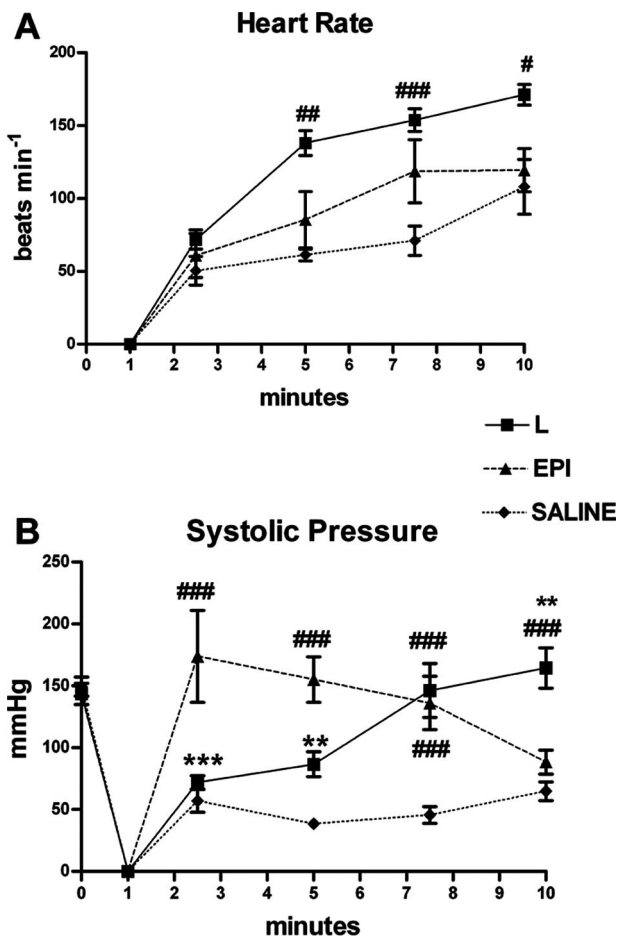 A
Heart Rate
200
#
###
##
150
100
50
0
beats min-1
0 1 2 3 4 5 6 7 8 9 10
minutes
L
EPI
SALINE
B
Systolic Pressure
250
###
**
###
###
###
200
150
***
**
###
100
50
0
mmHg
0 1 2 3 4 5 6 7 8 9 10
minutes